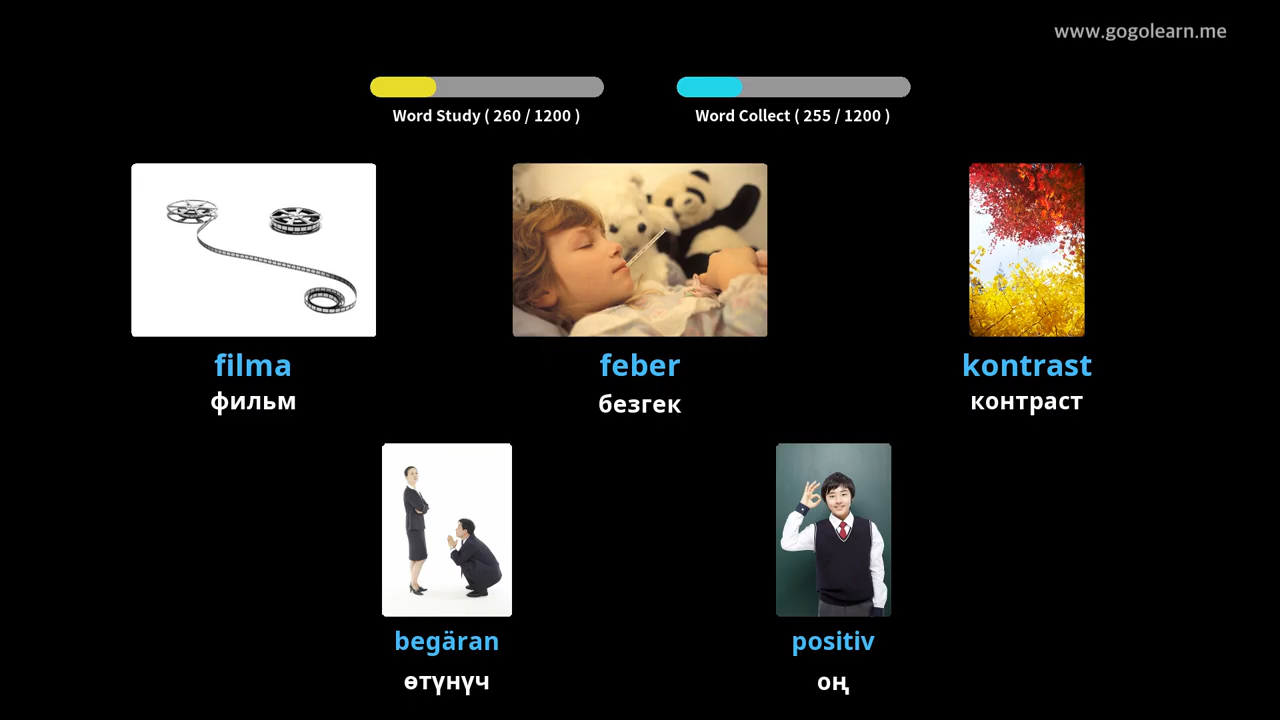 www.gogolearn.me
Word Study ( 260 / 1200 )
Word Collect ( 255 / 1200 )
filma
фильм
feber
безгек
kontrast
контраст
begäran
өтүнүч
positiv
оң